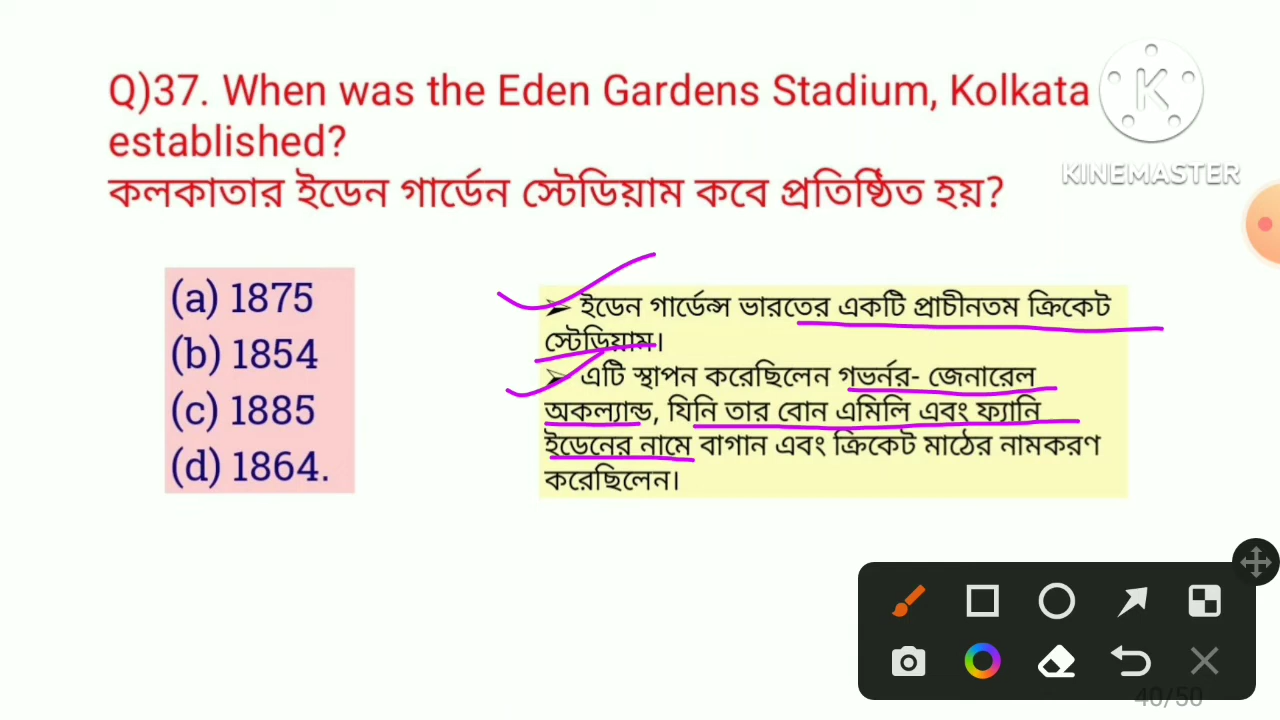 Q)37. When was the Eden Gardens Stadium, Kolkata
established?
কলকাতার ইডেন গার্ডেন স্টেডিয়াম কবে প্রতিষ্ঠিত হয়?
K
KINEMASTER
(a) 1875
(b) 1854
(c) 1885
(d) 1864.
➤ ইডেন গার্ডেন্স ভারতের একটি প্রাচীনতম ক্রিকেট
স্টেডিয়াম।
➤ এটি স্থাপন করেছিলেন গভর্নর- জেনারেল
অকল্যান্ড, যিনি তার বোন এমিলি এবং ফ্যানি
ইডেনের নামে বাগান এবং ক্রিকেট মাঠের নামকরণ
করেছিলেন।
40/50